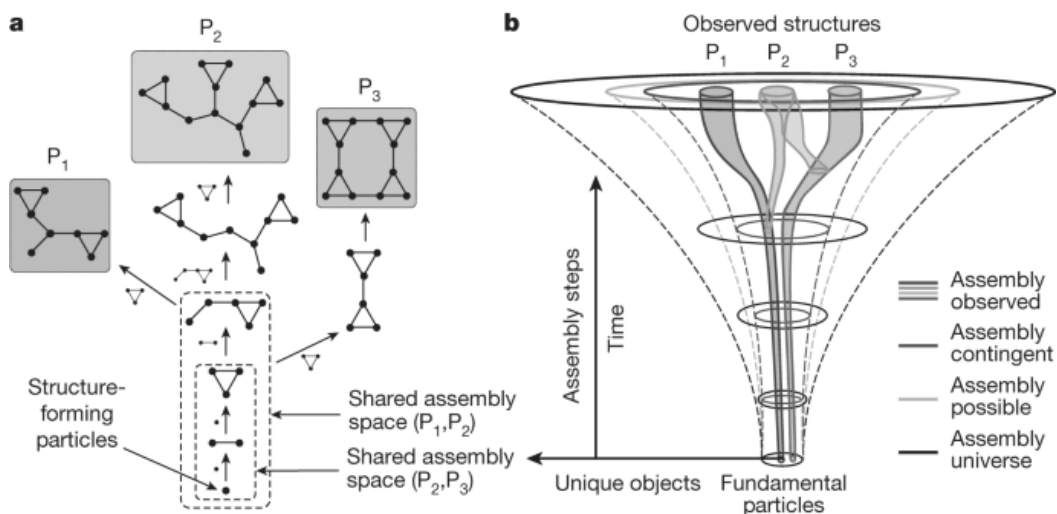 a
P2
P3
P1
Structure-
forming
particles
Shared assembly
space (P1,P2)
Shared assembly
space (P2,P3)
b
Observed structures
P1 P2 P3
Assembly steps
Time
Assembly
observed
Assembly
contingent
Assembly
possible
Assembly
universe
Unique objects
Fundamental
particles